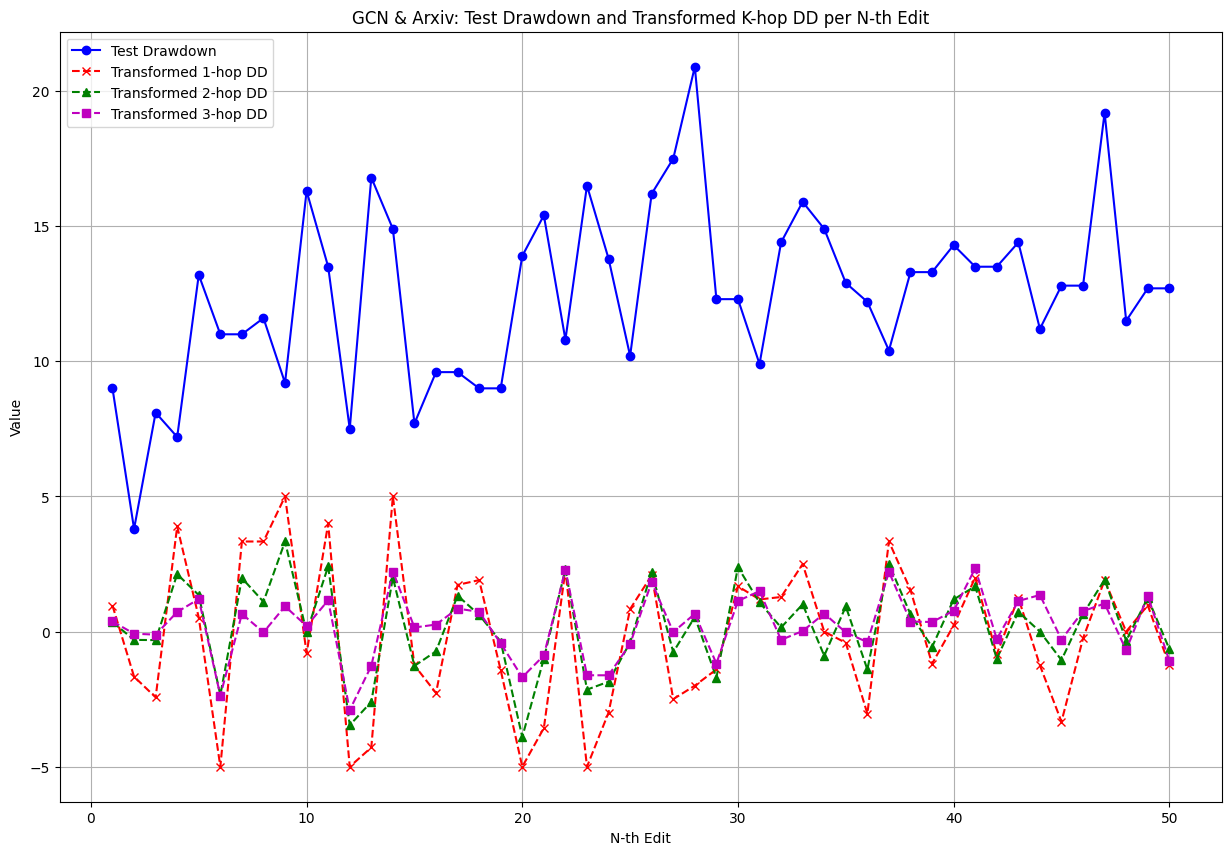 GCN & Arxiv: Test Drawdown and Transformed K-hop DD per N-th Edit
Test Drawdown
Transformed 1-hop DD
Transformed 2-hop DD
Transformed 3-hop DD
Value
20
15
10
5
0
−5
0
10
20
30
40
50
N-th Edit